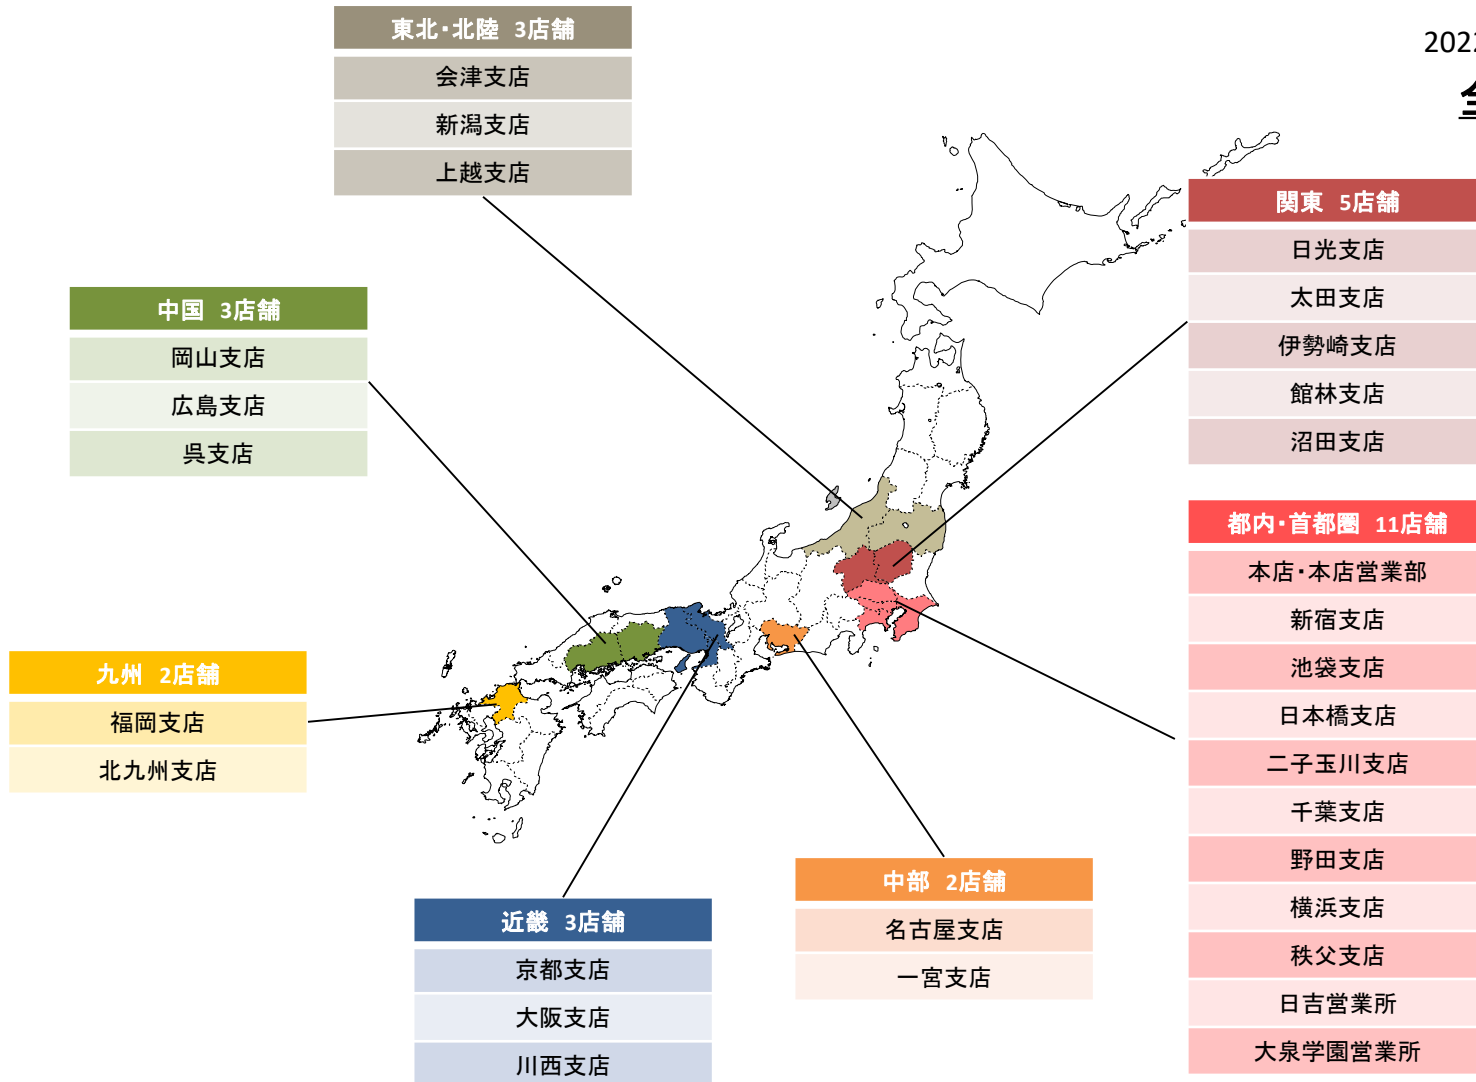 東北・北陸 3店舗
会津支店
新潟支店
上越支店
2022
全
関東 5店舗
日光支店
太田支店
伊勢崎支店
館林支店
沼田支店
中国 3店舗
岡山支店
広島支店
呉支店
都内・首都圏 11店舗
本店・本店営業部
新宿支店
池袋支店
日本橋支店
二子玉川支店
千葉支店
野田支店
横浜支店
秩父支店
日吉営業所
大泉学園営業所
九州 2店舗
福岡支店
北九州支店
中部 2店舗
名古屋支店
一宮支店
近畿 3店舗
京都支店
大阪支店
川西支店